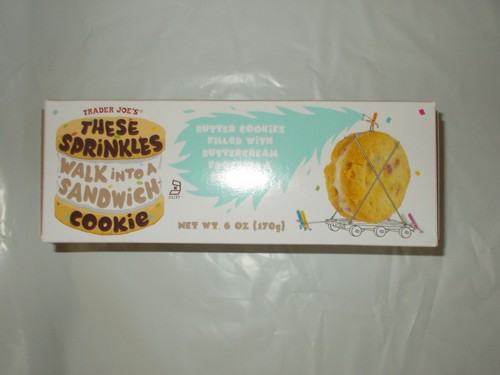 TRADER JOE'S
THESE
SPRINKLES
WALK INTO A
SANDWICH
COOKIE
BUTTER COOKIES
FILLED WITH
BUTTERCREAM
NET WT. 6 OZ (170g)